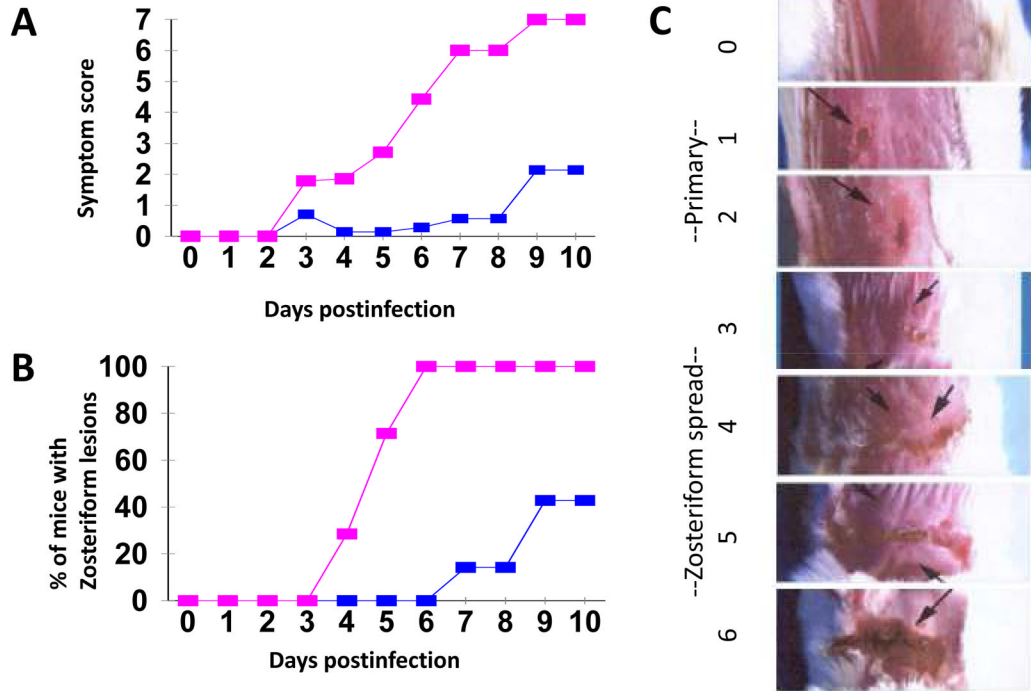 A
Symptom score
7
6
5
4
3
2
1
0
0 1 2 3 4 5 6 7 8 9 10
Days postinfection
B
% of mice with
Zosteriform lesions
100
80
60
40
20
0
0 1 2 3 4 5 6 7 8 9 10
Days postinfection
C
--Primary--
--Zosteriform spread--
0
1
2
3
4
5
6